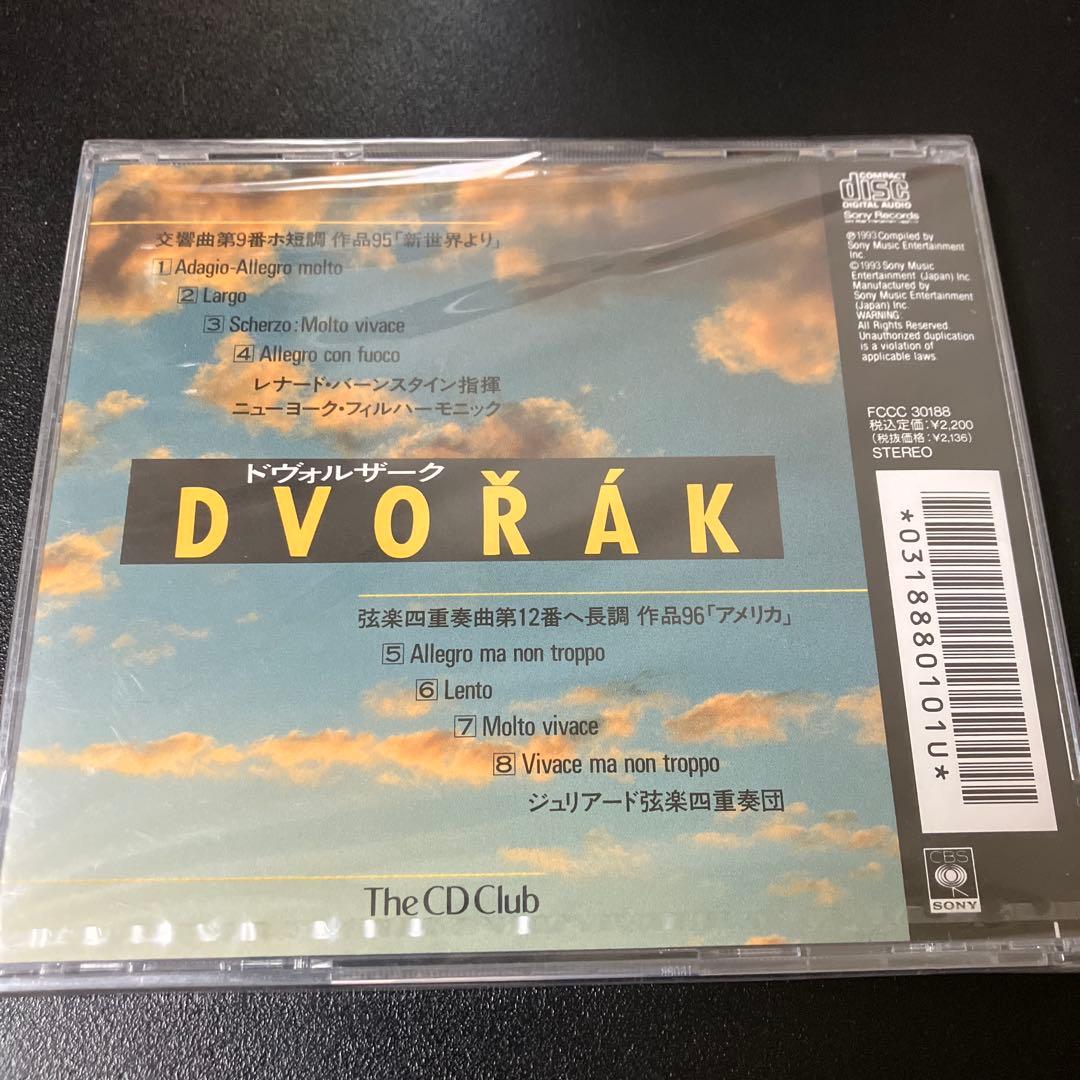 交響曲第9番ホ短調 作品95「新世界より」
1 Adagio-Allegro molto
2 Largo
3 Scherzo: Molto vivace
4 Allegro con fuoco
レナード・バーンスタイン指揮
ニューヨーク・フィルハーモニック
ドヴォルザーク
DVOŘÁK
弦楽四重奏曲第12番ヘ長調 作品96「アメリカ」
5 Allegro ma non troppo
6 Lento
7 Molto vivace
8 Vivace ma non troppo
ジュリアード弦楽四重奏団
The CD Club
COMPACT
disc
DIGITAL AUDIO
Sony Records
℗1993 Compiled by
Sony Music Entertainment
Inc.
©1993 Sony Music
Entertainment (Japan) Inc.
Manufactured by
Sony Music Entertainment
(Japan) Inc.
WARNING:
All Rights Reserved.
Unauthorized duplication
is a violation of
applicable laws.
FCCC 30188
税込定価:¥2,200
(税抜価格:¥2,136)
STEREO
*0318880101U*
CBS
SONY